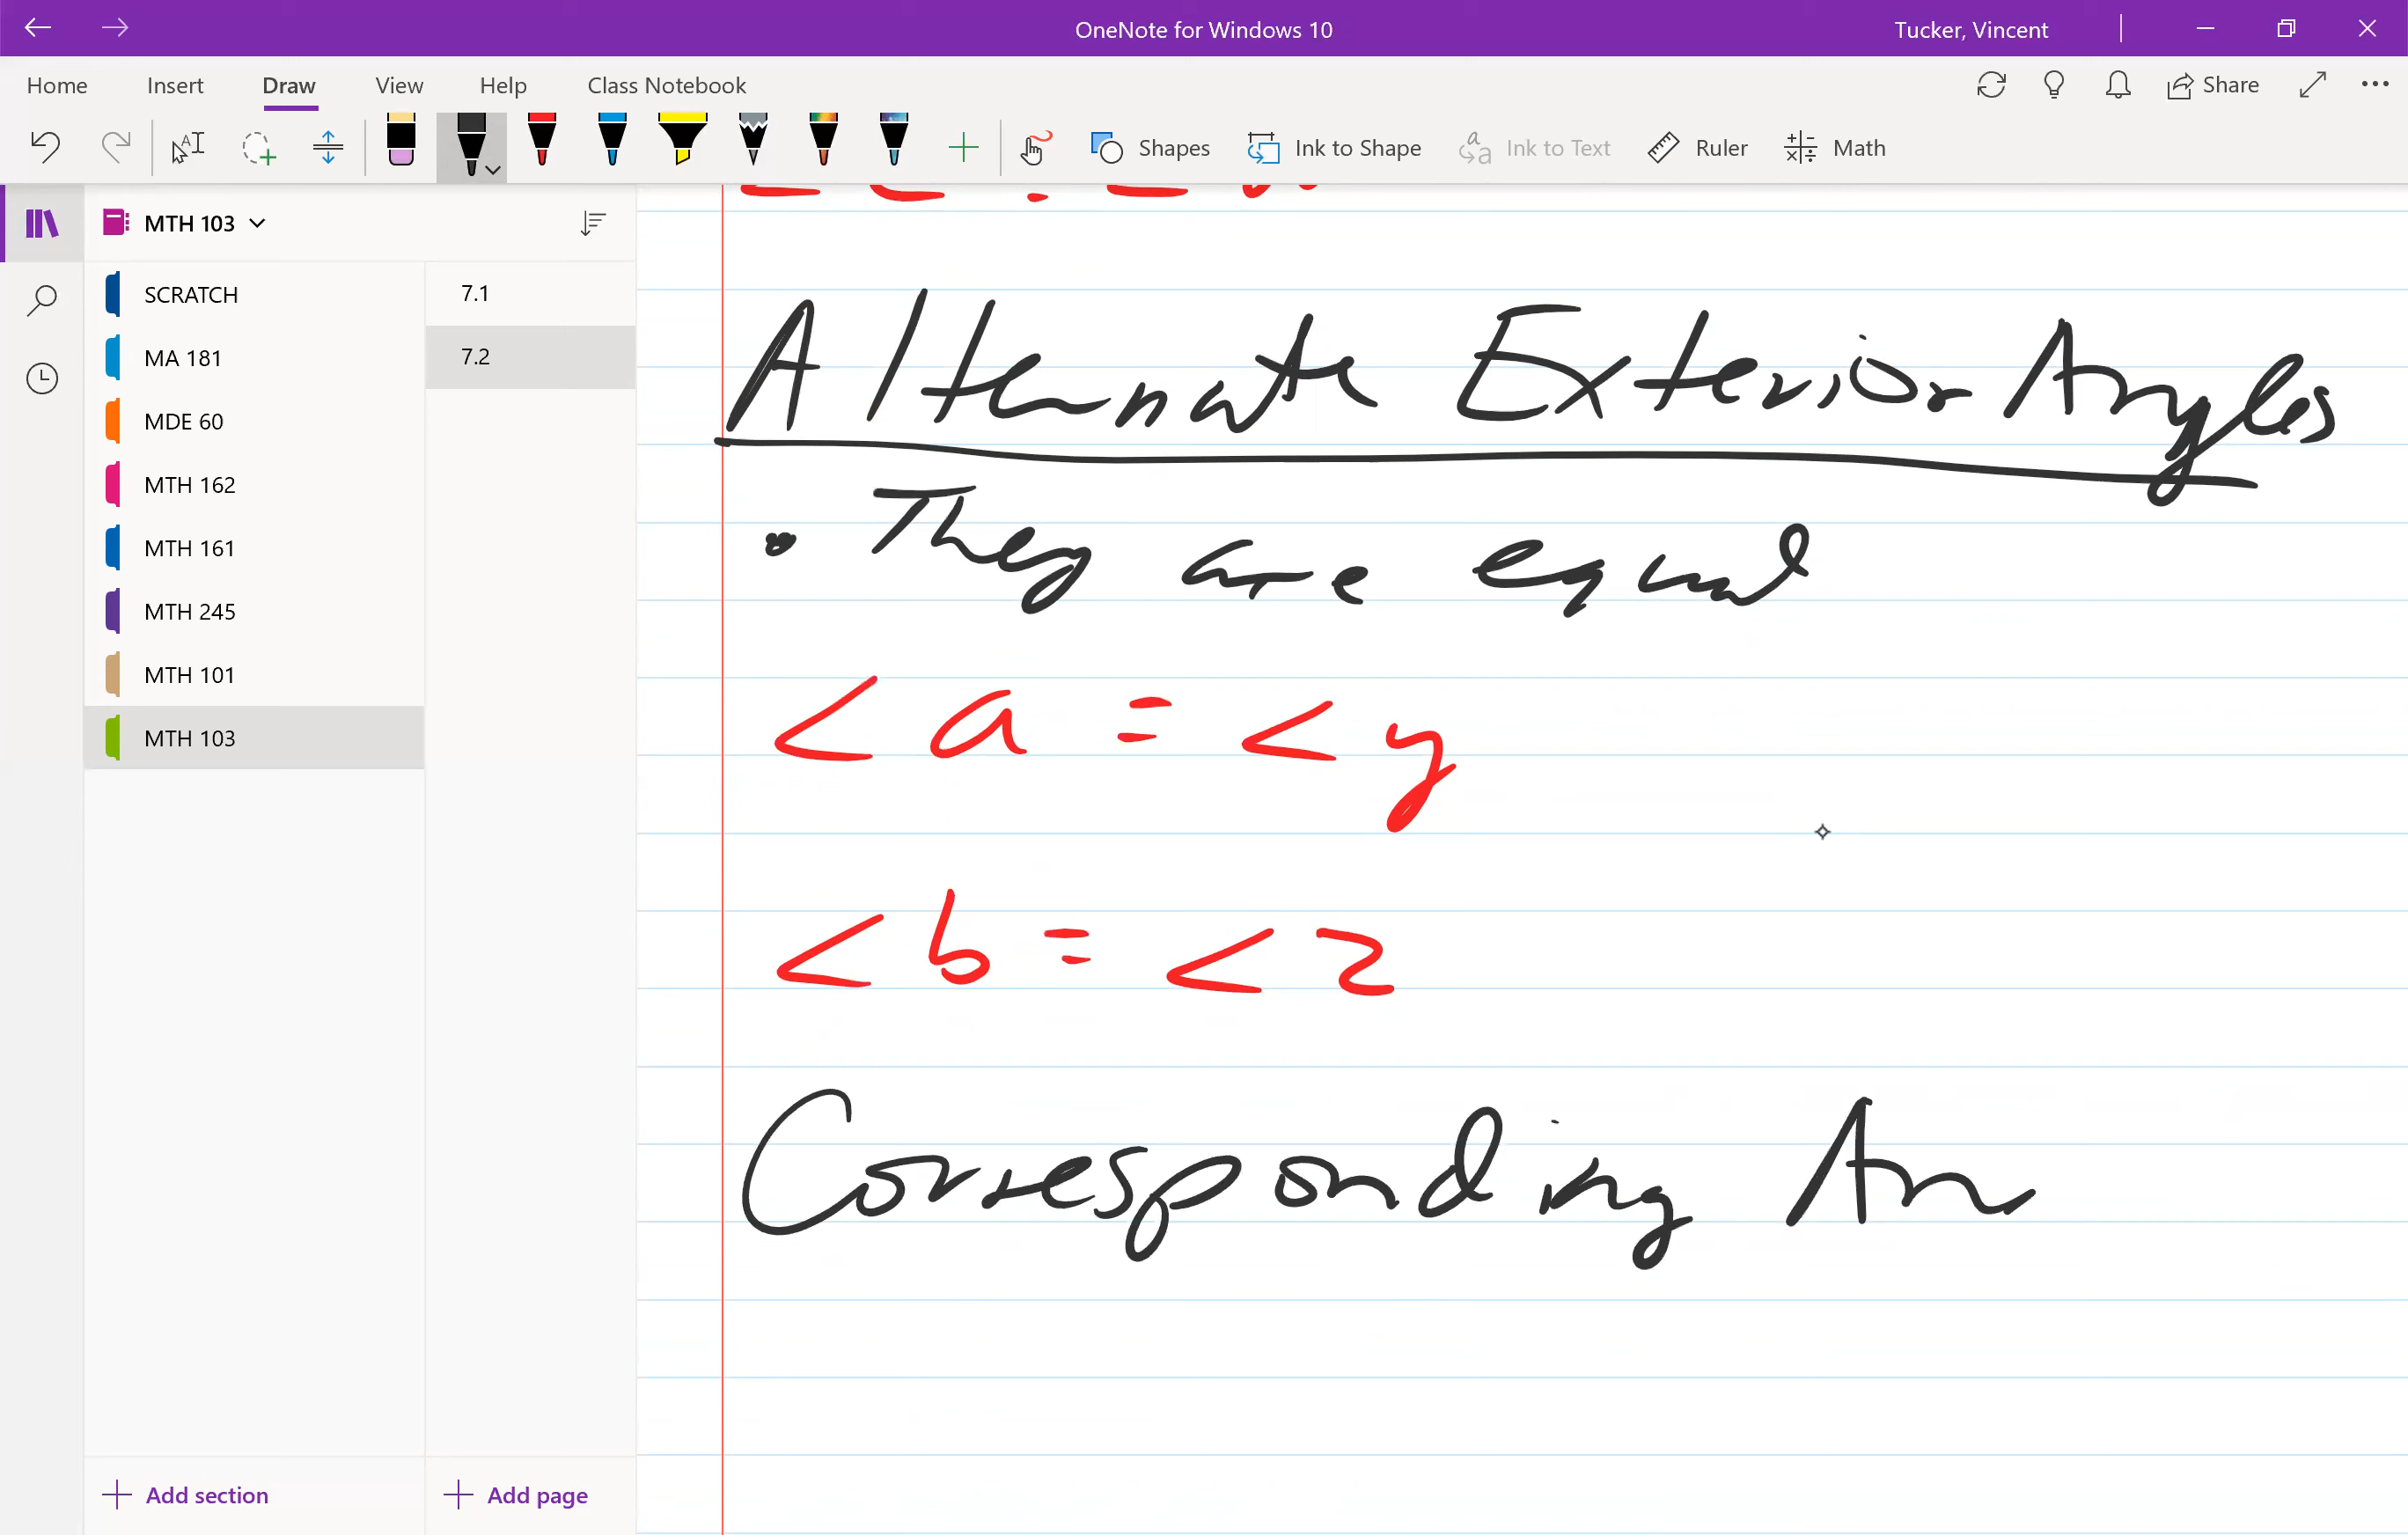 OneNote for Windows 10
Tucker, Vincent
Home Insert Draw View Help Class Notebook
Share
Shapes Ink to Shape Ink to Text Ruler Math
MTH 103
SCRATCH
MA 181
MDE 60
MTH 162
MTH 161
MTH 245
MTH 101
MTH 103
7.1
7.2
Add section
Add page
Alternate Exterior Angles
• They are equal
< a = < y
< b = < z
Corresponding An